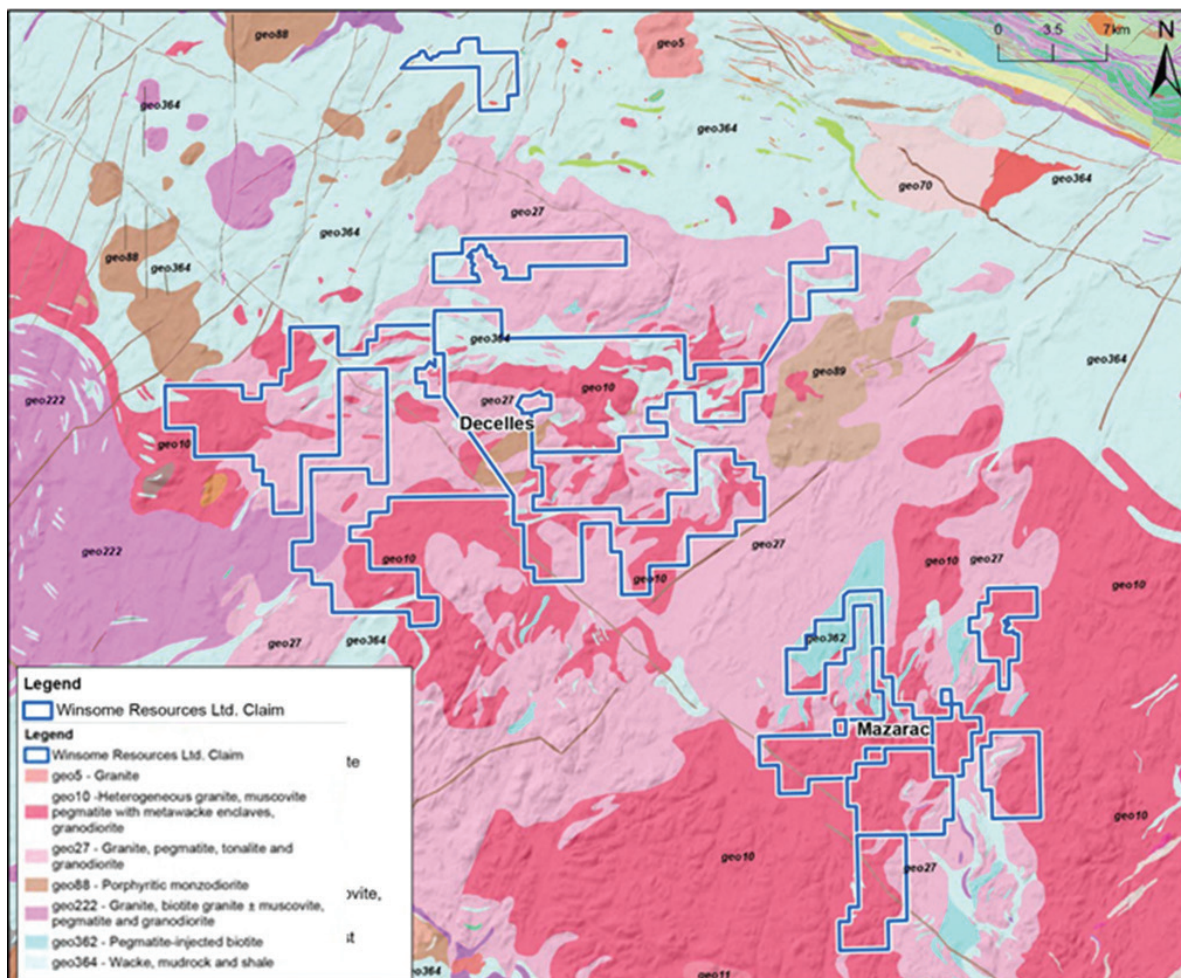 geo88
geo5
0 3.5 7km
N
geo364
geo364
geo27
geo70
geo364
geo364
geo88
geo364
geo364
geo364
geo89
geo222
geo10
geo27
geo10
Decelles
geo222
geo10
geo10
geo27
geo10
geo27
geo27
geo364
geo362
Mazarac
geo10
geo10
geo27
geo364
geo11
Legend
Winsome Resources Ltd. Claim
Legend
Winsome Resources Ltd. Claim
geo5 - Granite
te
geo10 -Heterogeneous granite, muscovite
pegmatite with metawacke enclaves,
granodiorite
geo27 - Granite, pegmatite, tonalite and
granodiorite
geo88 - Porphyritic monzodiorite
ovite,
geo222 - Granite, biotite granite ± muscovite,
pegmatite and granodiorite
geo362 - Pegmatite-injected biotite
st
geo364 - Wacke, mudrock and shale